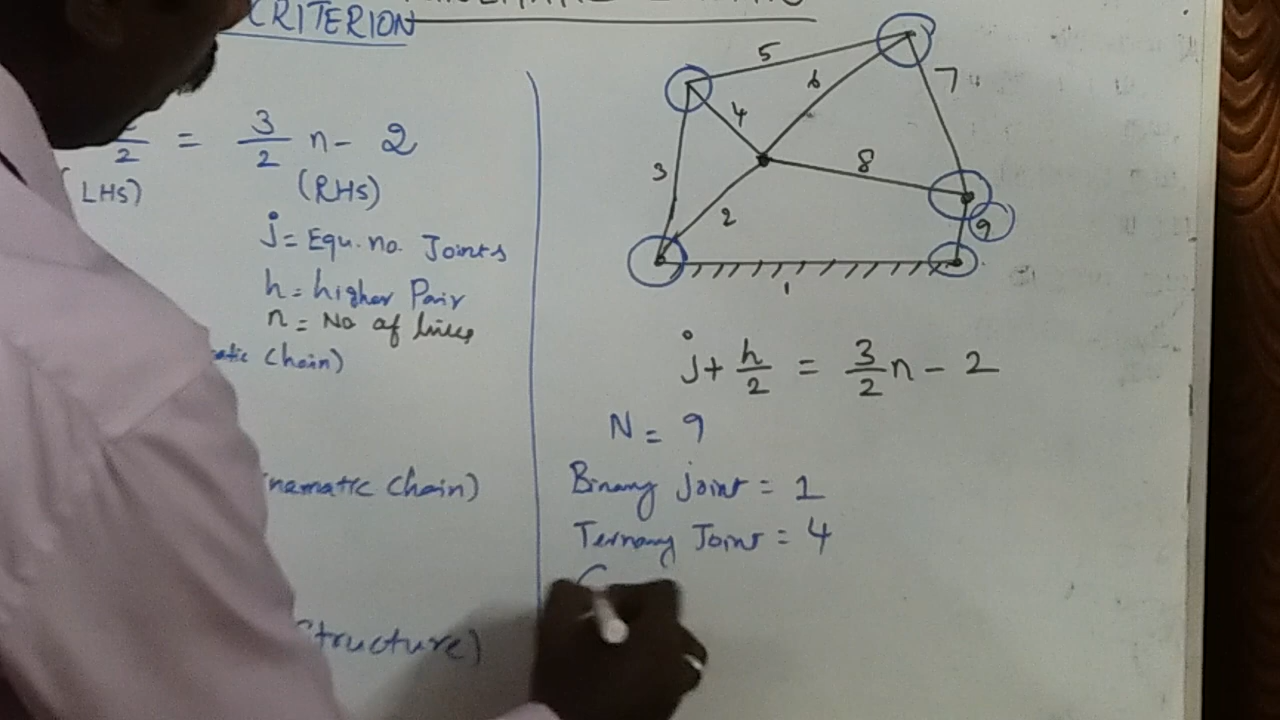 CRITERION
2 = 3/2 n - 2
(LHS) (RHS)
j = Equ. no. Joints
h = higher Pair
n = No of links
atic Chain)
namatic Chain)
Structure)
5
6
7
4
3
8
2
9
1
j + h/2 = 3/2 n - 2
N = 9
Binary joint = 1
Ternary Joint = 4